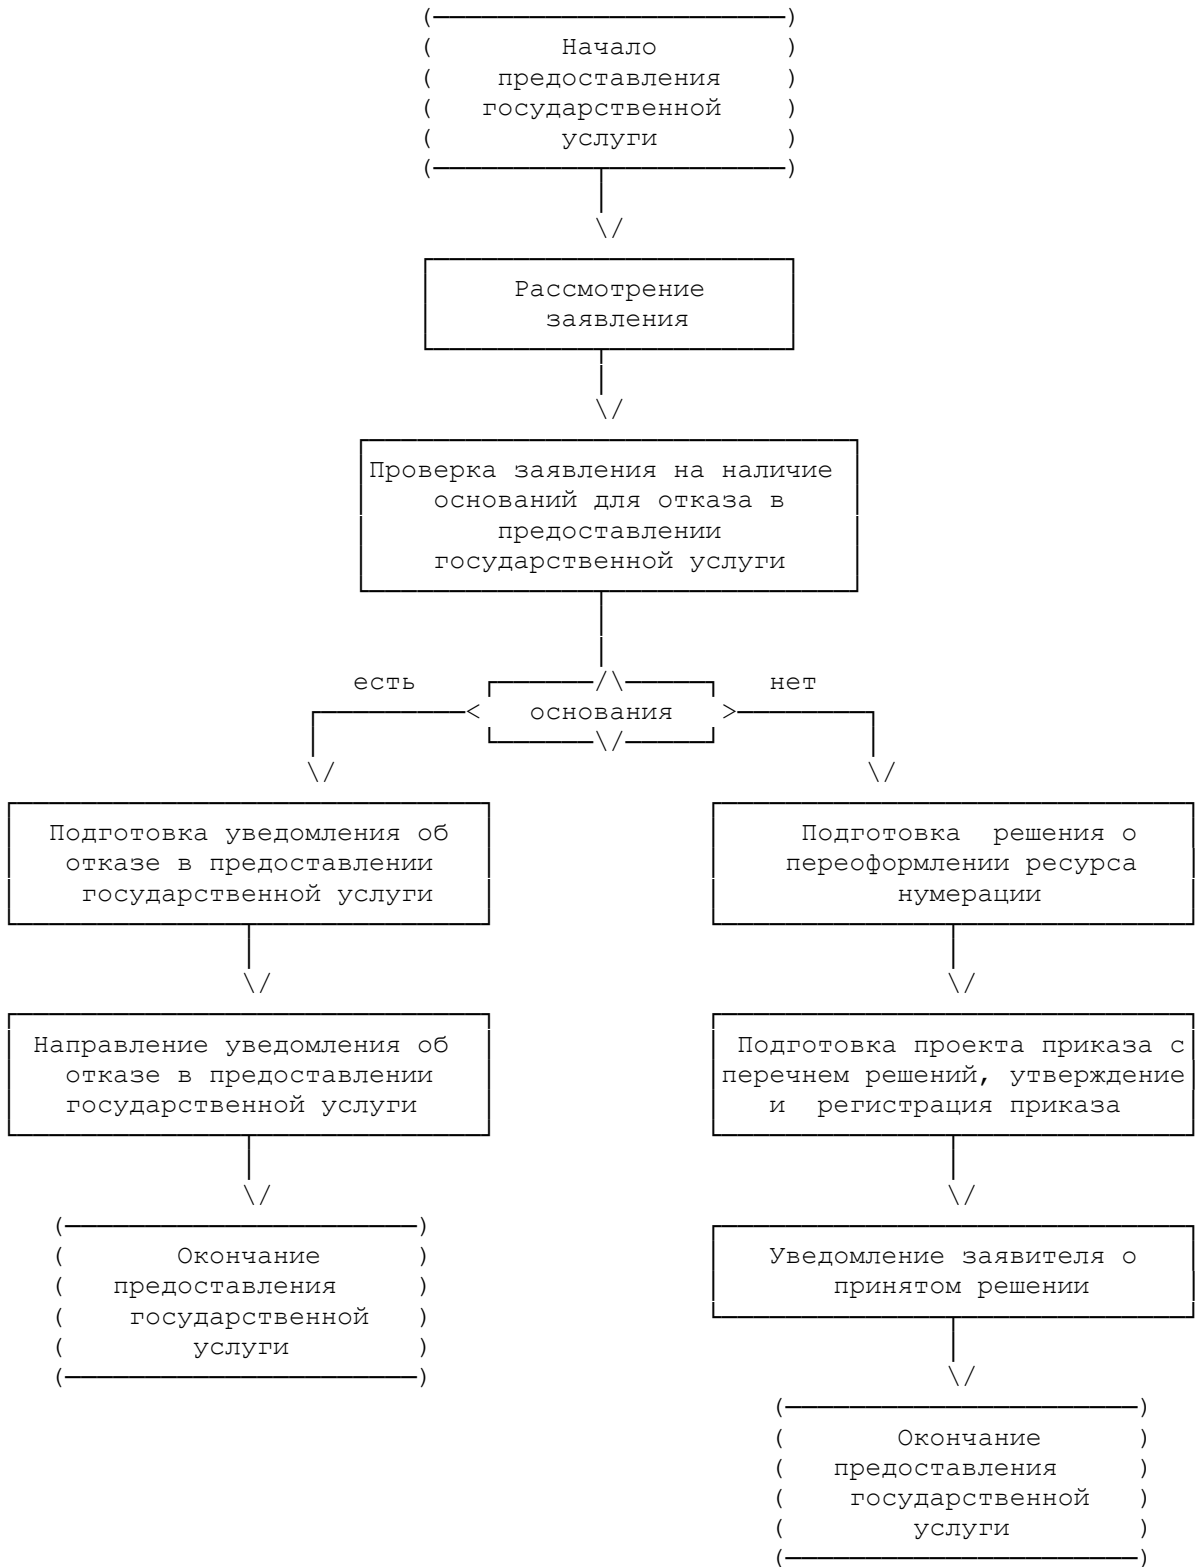 Начало
предоставления
государственной
услуги
Рассмотрение
заявления
Проверка заявления на наличие
оснований для отказа в
предоставлении
государственной услуги
есть
нет
основания
Подготовка уведомления об
отказе в предоставлении
государственной услуги
Подготовка решения о
переоформлении ресурса
нумерации
Направление уведомления об
отказе в предоставлении
государственной услуги
Подготовка проекта приказа с
перечнем решений, утверждение
и регистрация приказа
Окончание
предоставления
государственной
услуги
Уведомление заявителя о
принятом решении
Окончание
предоставления
государственной
услуги